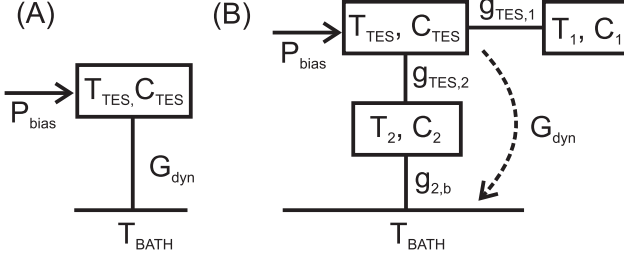 (A)
T_TES, C_TES
P_bias
G_dyn
T_BATH
(B)
g_TES,1
T_TES, C_TES
T_1, C_1
P_bias
g_TES,2
T_2, C_2
G_dyn
g_2,b
T_BATH